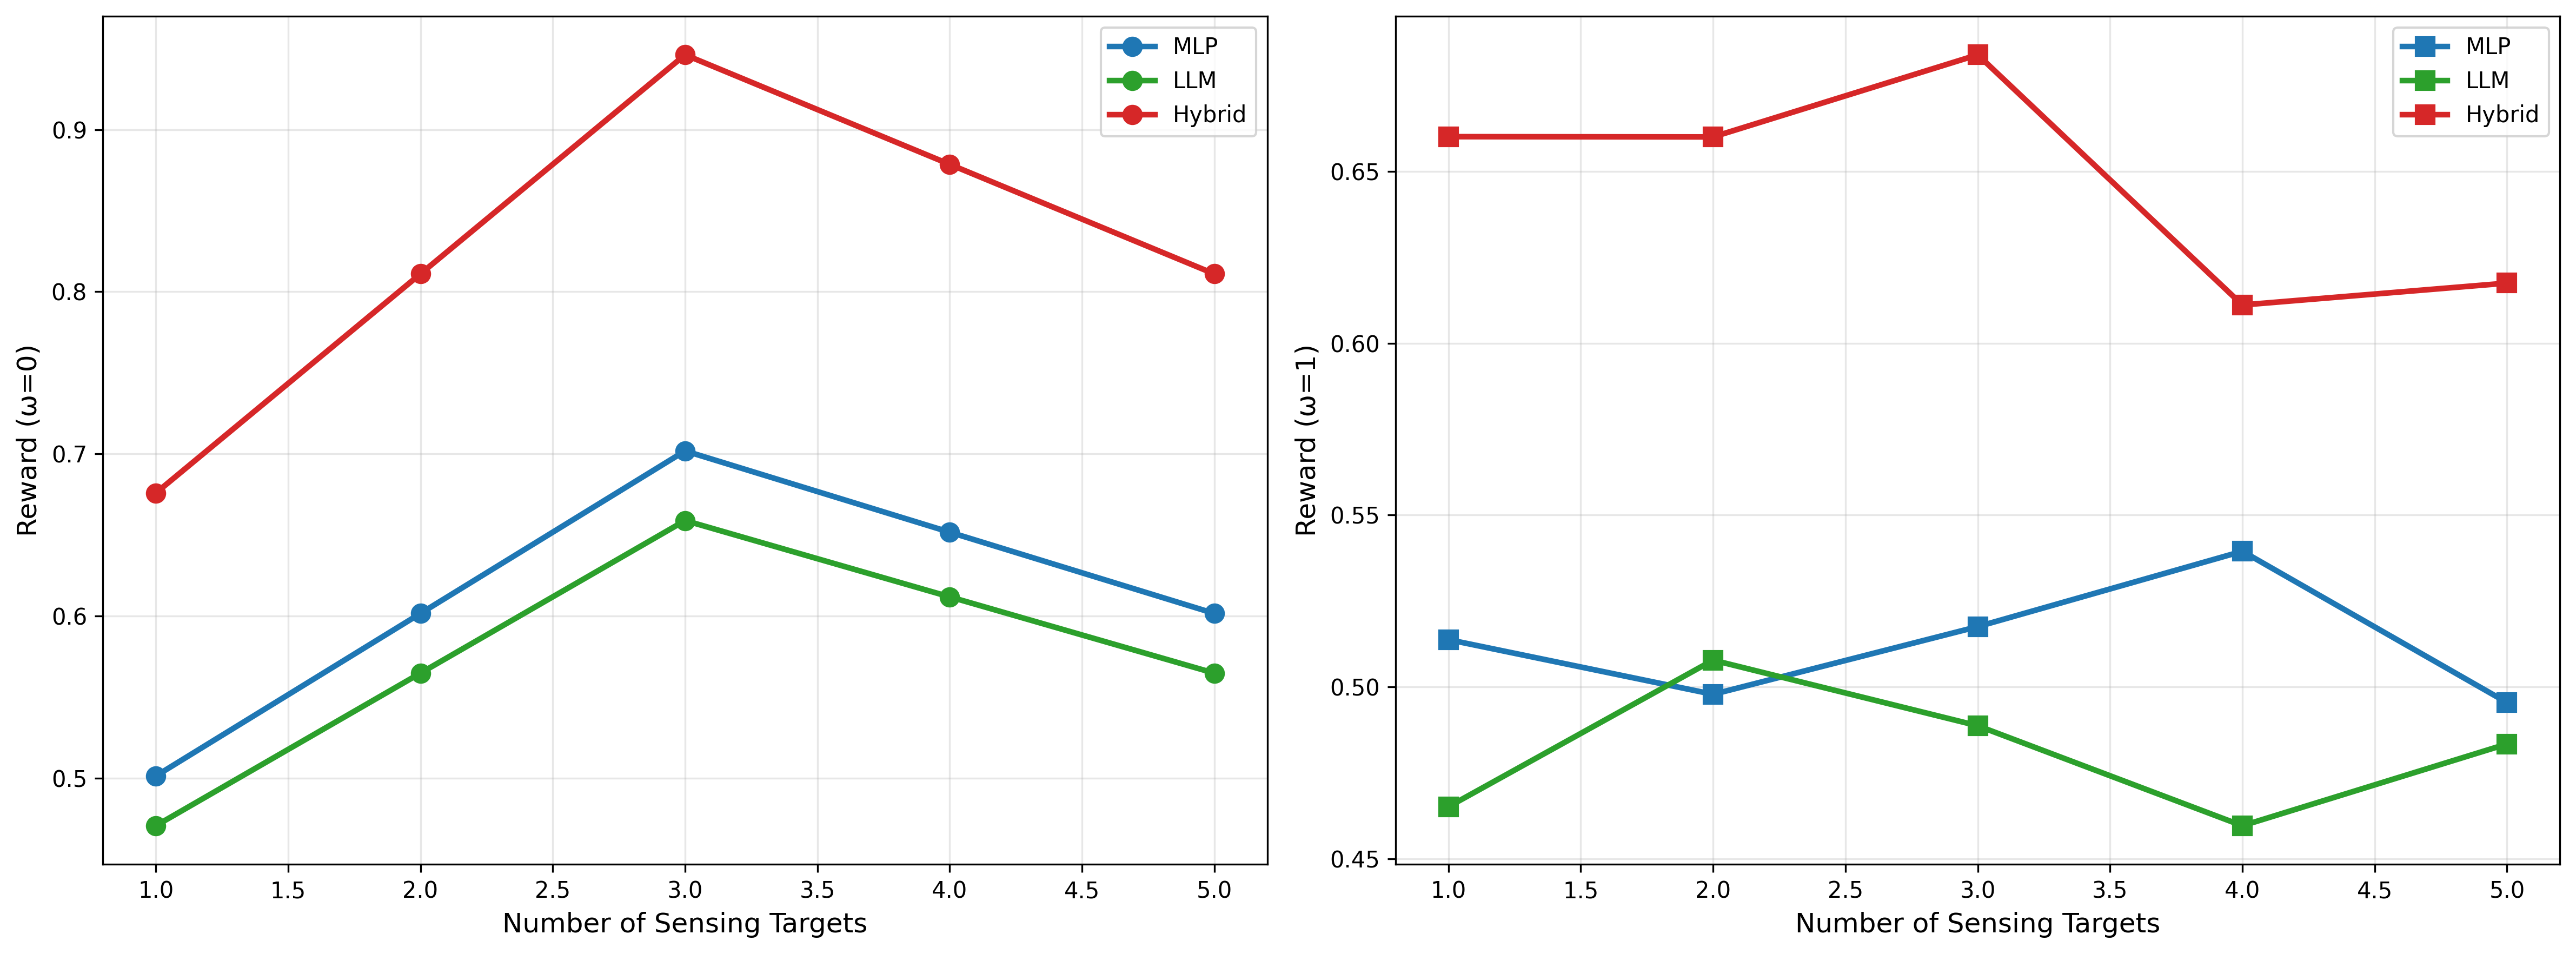 Reward (ω=0)
0.9
0.8
0.7
0.6
0.5
1.0 1.5 2.0 2.5 3.0 3.5 4.0 4.5 5.0
Number of Sensing Targets
MLP
LLM
Hybrid
Reward (ω=1)
0.65
0.60
0.55
0.50
0.45
1.0 1.5 2.0 2.5 3.0 3.5 4.0 4.5 5.0
Number of Sensing Targets
MLP
LLM
Hybrid